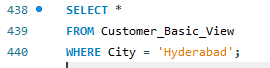 438 SELECT *
439 FROM Customer_Basic_View
440 WHERE City = 'Hyderabad';